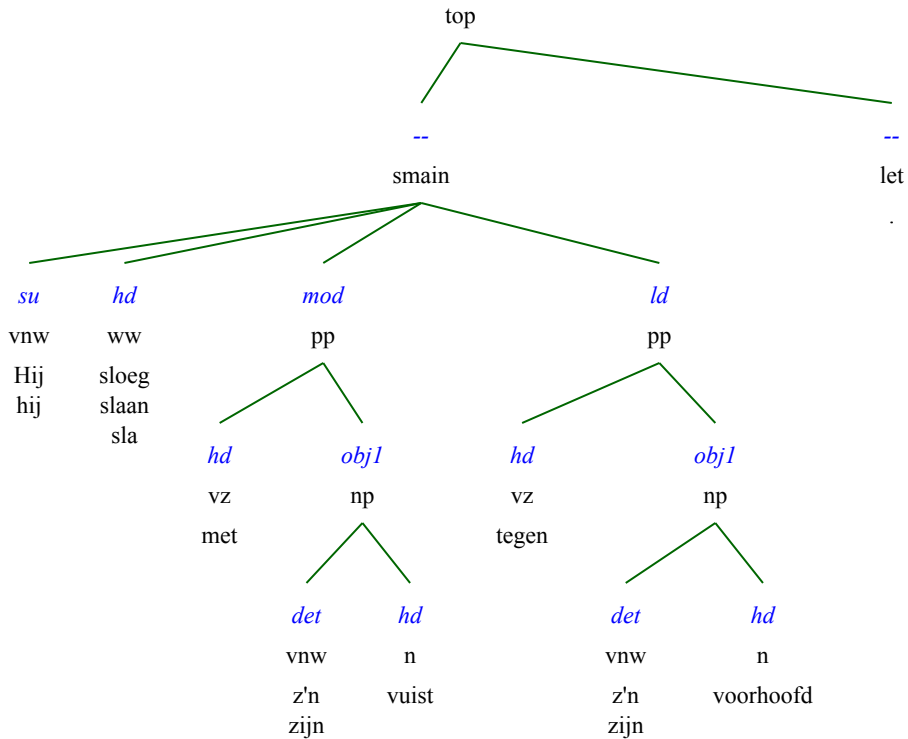 top
-- --
smain let
.
su hd mod ld
vnw ww pp pp
Hij sloeg
hij slaan
sla
hd obj1 hd obj1
vz np vz np
met tegen
det hd det hd
vnw n vnw n
z'n vuist z'n voorhoofd
zijn zijn